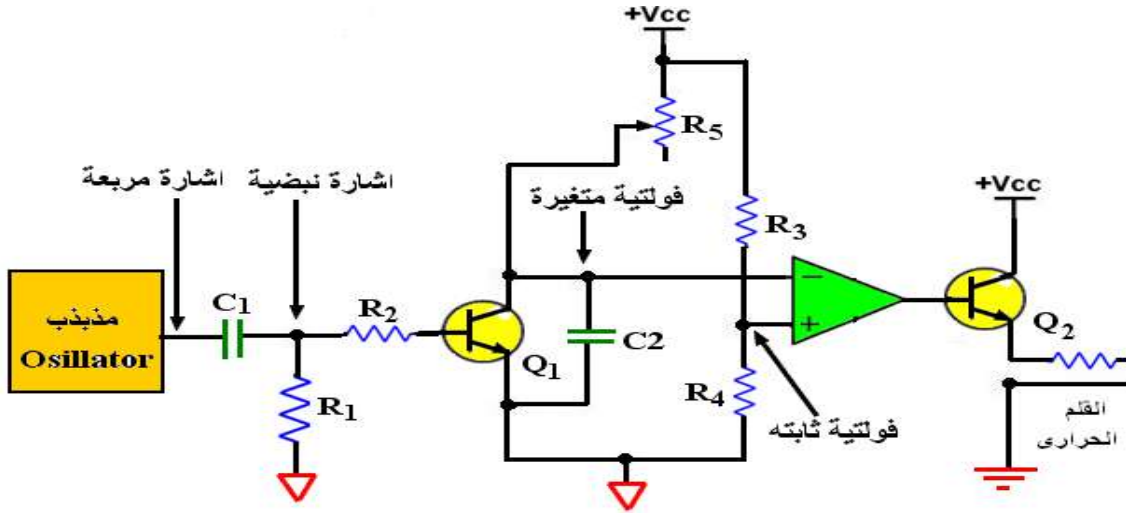 +Vcc
R5
اشارة مربعة
اشارة نبضية
فولتية متغيرة
+Vcc
R3
C1
R2
مذبذب
Osillator
Q1
C2
−
+
Q2
R1
R4
فولتية ثابته
القلم
الحرارى